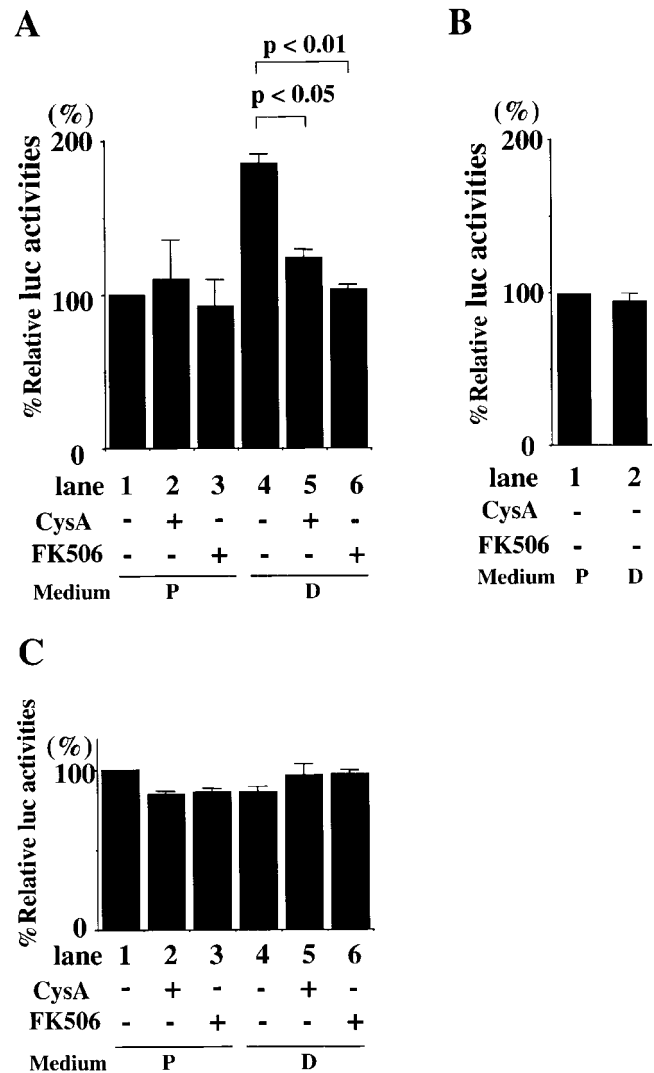 A
p < 0.01
p < 0.05
(%)
200
100
0
%Relative luc activities
lane 1 2 3 4 5 6
CysA - + - - + -
FK506 - - + - - +
Medium P D
B
(%)
200
100
0
%Relative luc activities
lane 1 2
CysA - -
FK506 - -
Medium P D
C
(%)
100
0
%Relative luc activities
lane 1 2 3 4 5 6
CysA - + - - + -
FK506 - - + - - +
Medium P D